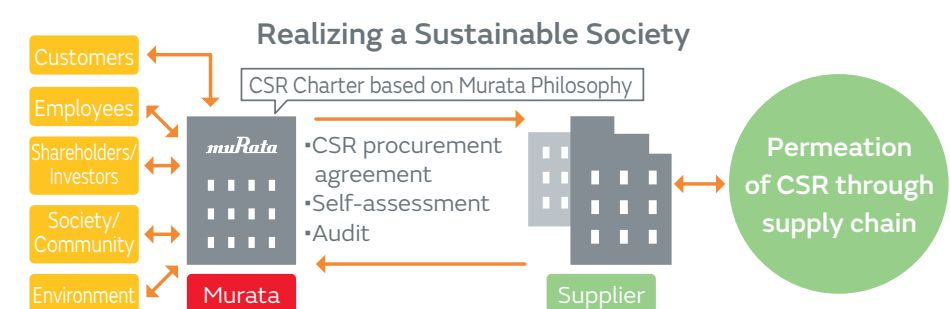 Realizing a Sustainable Society
Customers
CSR Charter based on Murata Philosophy
Employees
Shareholders/
Investors
Society/
Community
Environment
muRata
Murata
▪CSR procurement
agreement
▪Self-assessment
▪Audit
Supplier
Permeation
of CSR through
supply chain